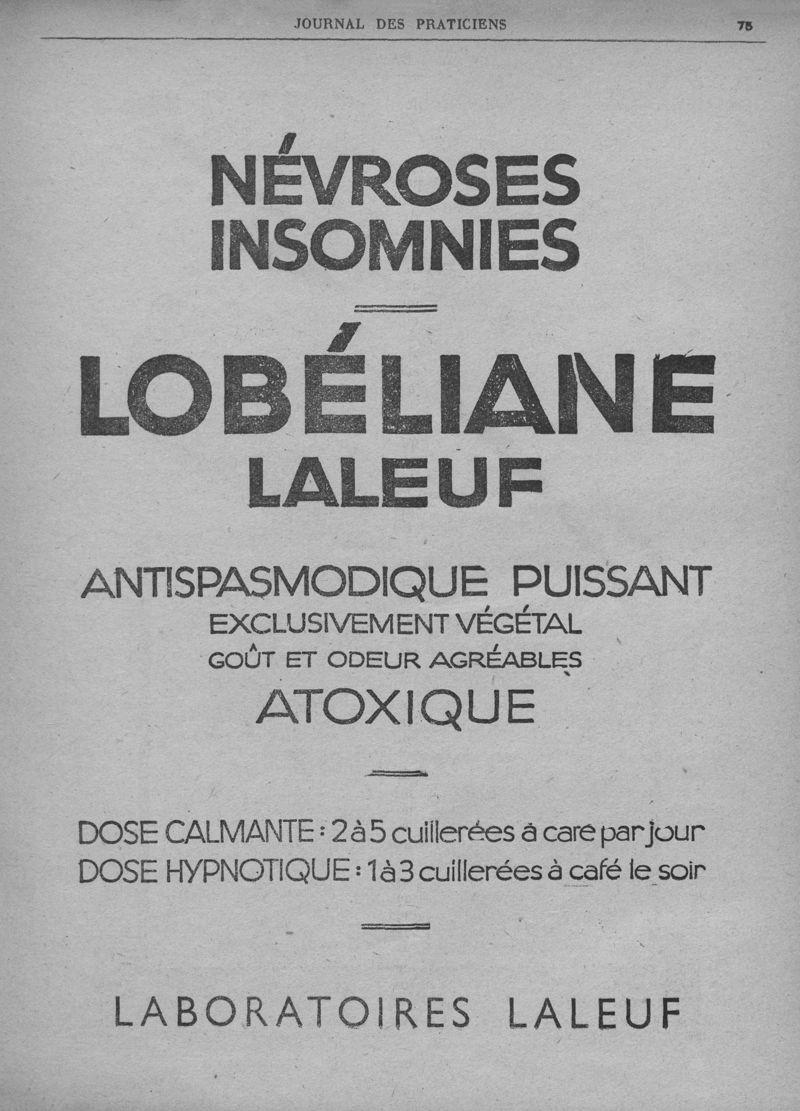 JOURNAL DES PRATICIENS 75
NÉVROSES
INSOMNIES
LOBÉLIANE
LALEUF
ANTISPASMODIQUE PUISSANT
EXCLUSIVEMENT VÉGÉTAL
GOÛT ET ODEUR AGRÉABLES
ATOXIQUE
DOSE CALMANTE : 2 à 5 cuillerées à care par jour
DOSE HYPNOTIQUE : 1 à 3 cuillerées à café le soir
LABORATOIRES LALEUF